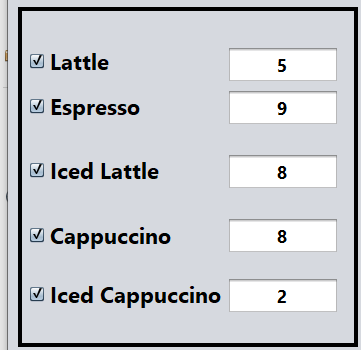 Lattle 5
Espresso 9
Iced Lattle 8
Cappuccino 8
Iced Cappuccino 2